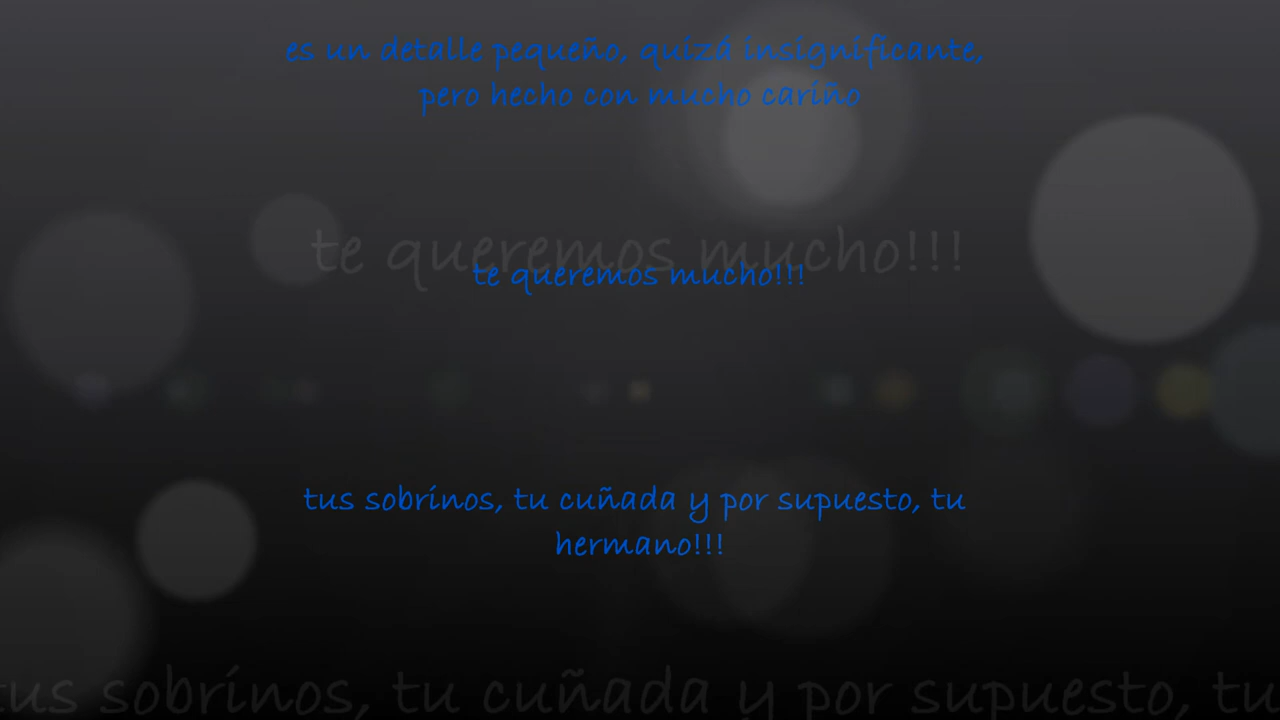 es un detalle pequeño, quizá insignificante,
pero hecho con mucho cariño
te queremos mucho!!!
te queremos mucho!!!
tus sobrinos, tu cuñada y por supuesto, tu
hermano!!!
tus sobrinos, tu cuñada y por supuesto, tu